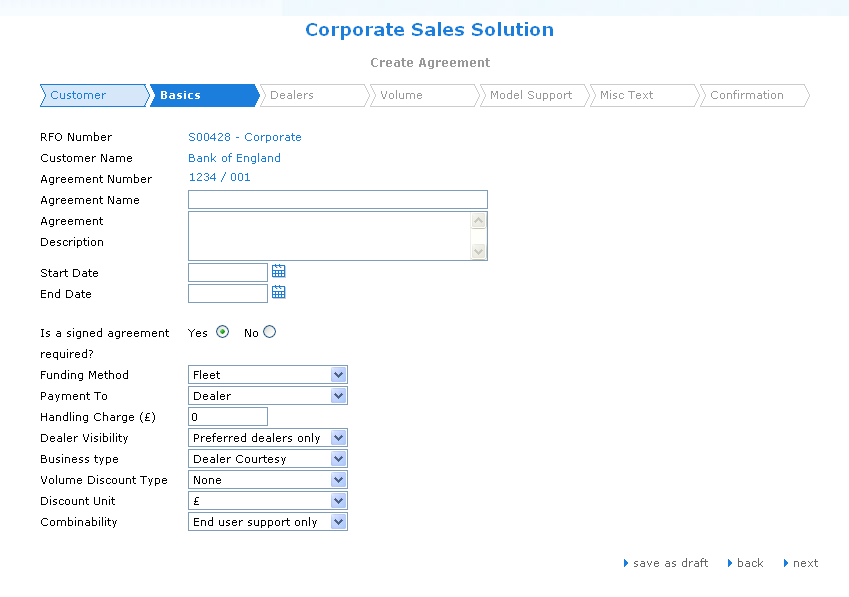 Corporate Sales Solution
Create Agreement
Customer Basics Dealers Volume Model Support Misc Text Confirmation
RFO Number S00428 - Corporate
Customer Name Bank of England
Agreement Number 1234 / 001
Agreement Name
Agreement
Description
Start Date
End Date
Is a signed agreement Yes No
required?
Funding Method Fleet
Payment To Dealer
Handling Charge (£) 0
Dealer Visibility Preferred dealers only
Business type Dealer Courtesy
Volume Discount Type None
Discount Unit £
Combinability End user support only
save as draft back next